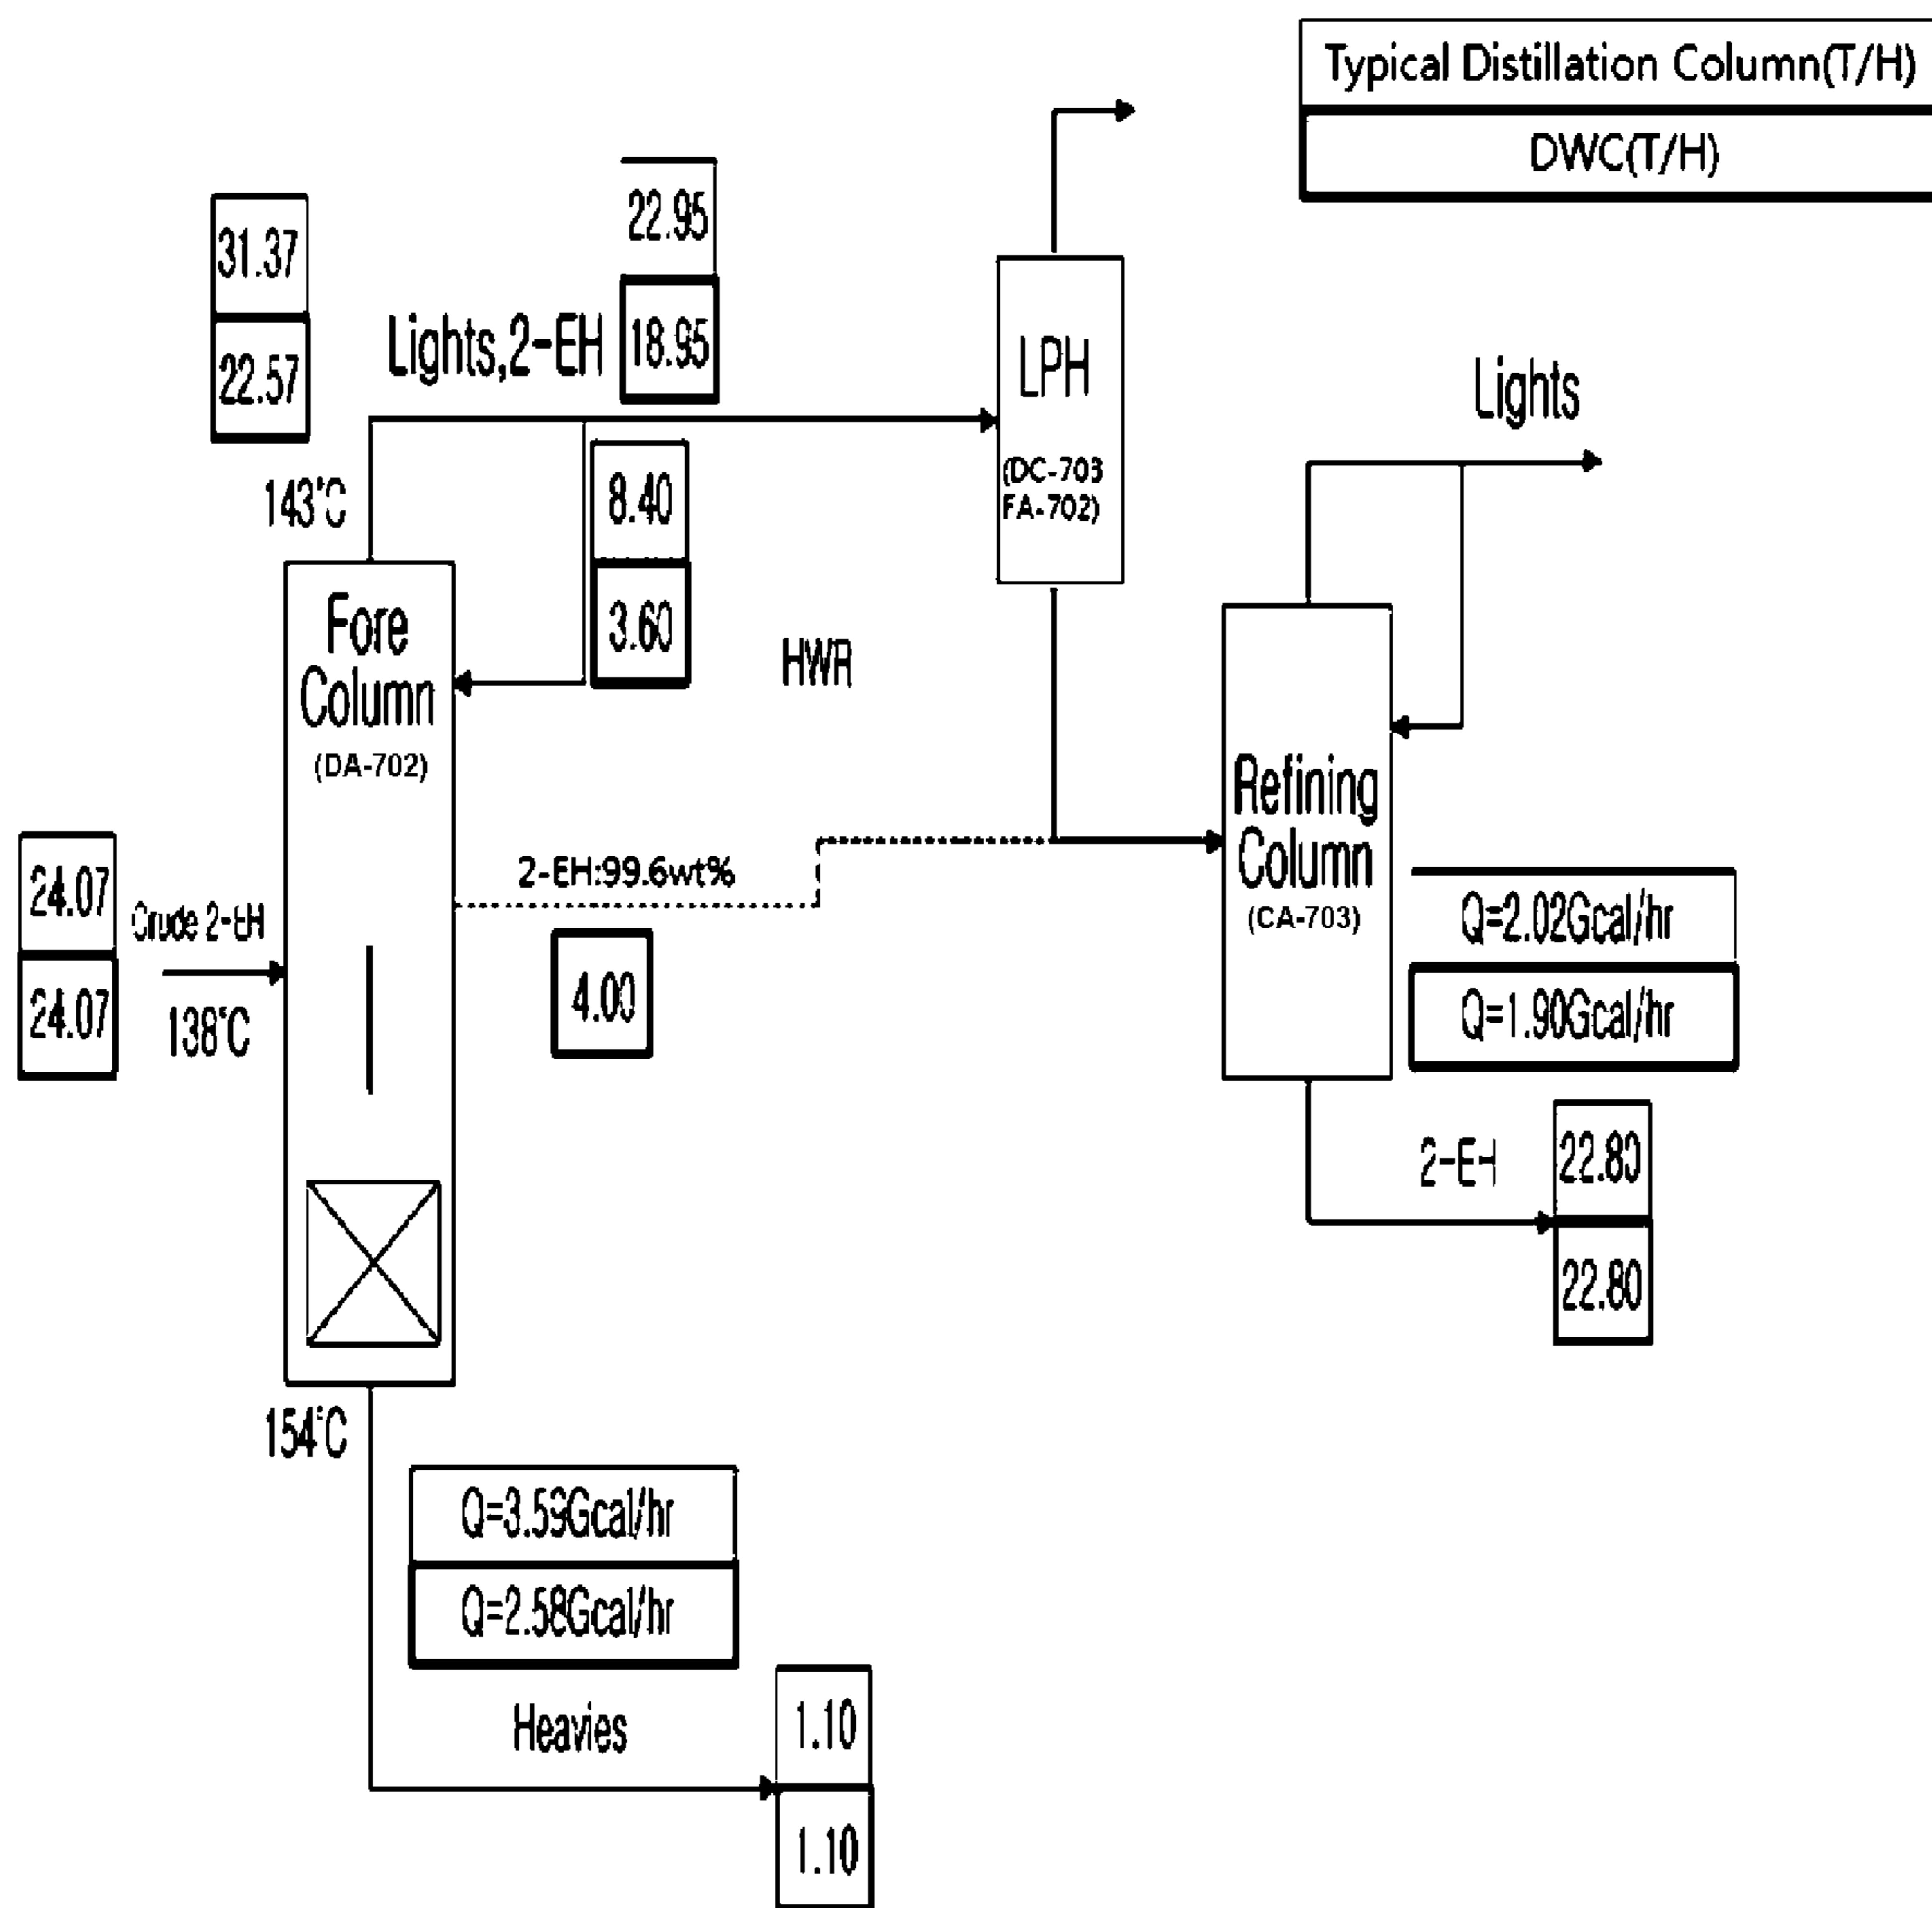 Typical Distillation Column(T/H)
DWC(T/H)
31.37
22.57
22.95
18.95
Lights,2-EH
143°C
8.40
3.60
LPH
(DC-703
FA-702)
Lights
Fore
Column
(DA-702)
HWR
24.07
24.07
Crude 2-EH
138°C
2-EH:99.6wt%
4.00
Refining
Column
(CA-703)
Q=2.02Gcal/hr
Q=1.90Gcal/hr
2-EH
22.80
22.80
154°C
Q=3.59Gcal/hr
Q=2.58Gcal/hr
Heavies
1.10
1.10